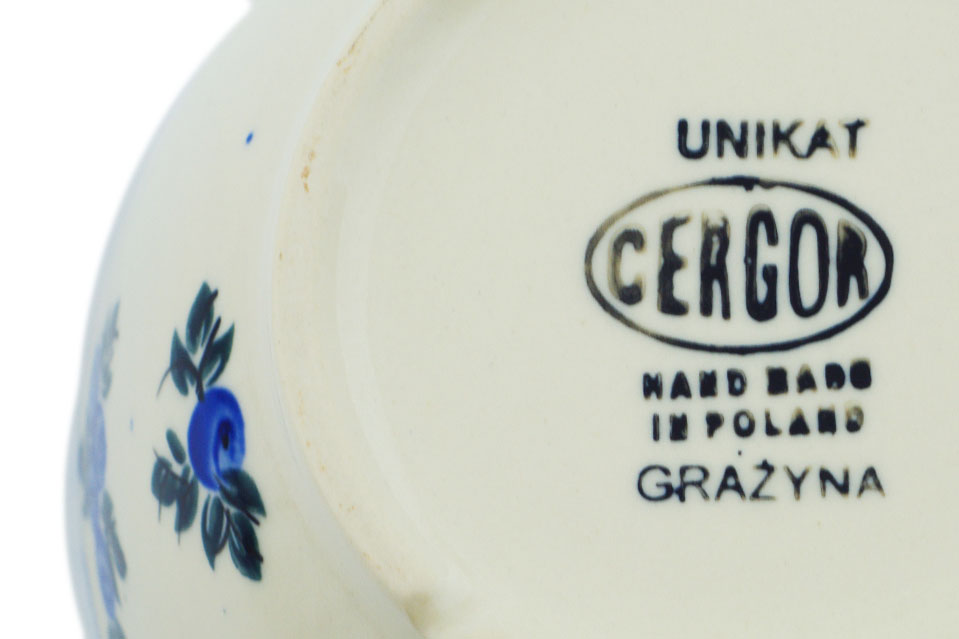 UNIKAT
CERGOR
HAND MADE
IN POLAND
GRAŻYNA